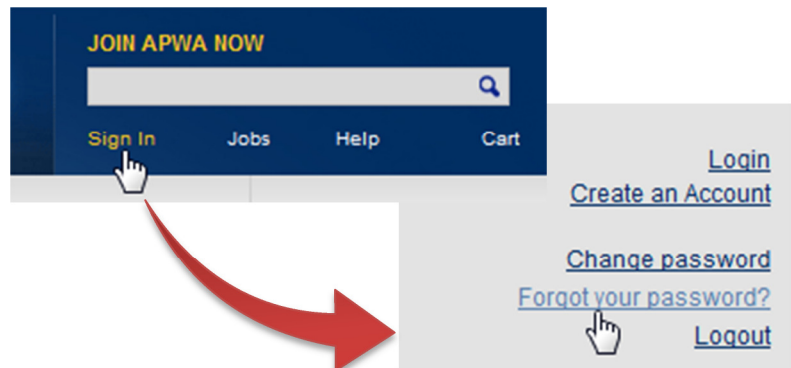 JOIN APWA NOW
Sign In Jobs Help Cart
Login
Create an Account
Change password
Forgot your password?
Logout